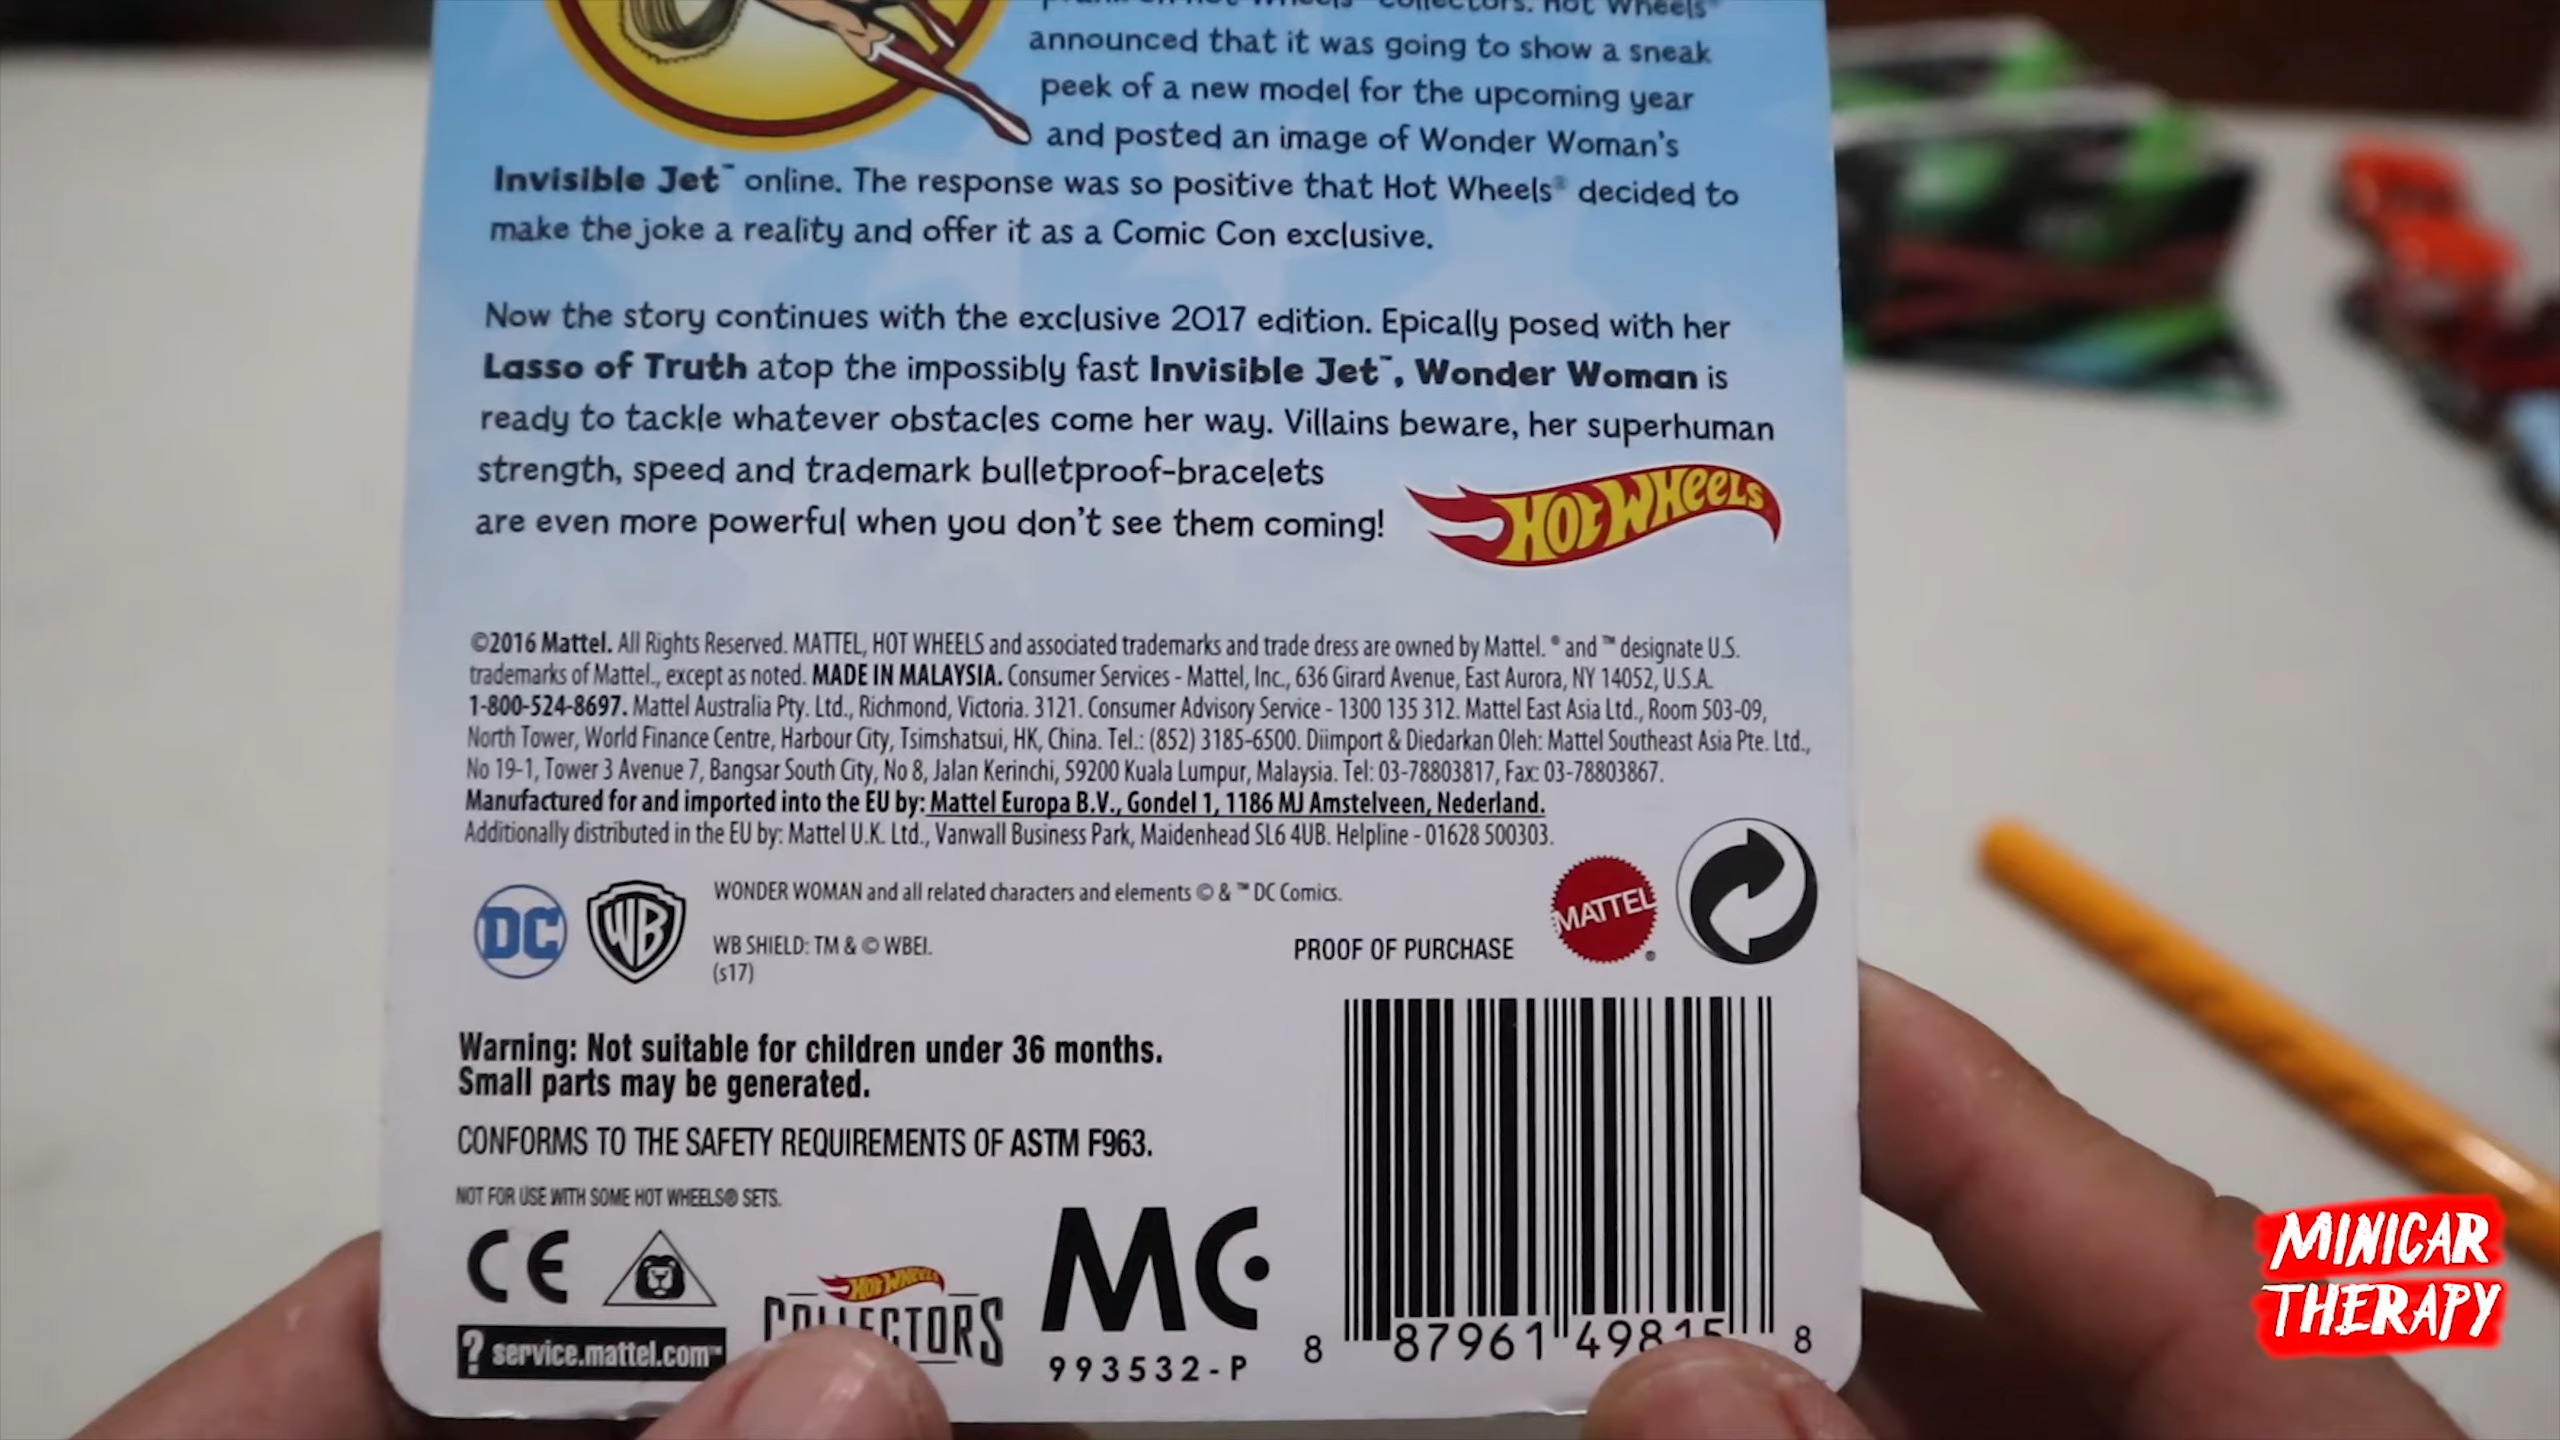 prank on Hot Wheels® collectors. Hot Wheels®
announced that it was going to show a sneak
peek of a new model for the upcoming year
and posted an image of Wonder Woman's
Invisible Jet™ online. The response was so positive that Hot Wheels® decided to
make the joke a reality and offer it as a Comic Con exclusive.
Now the story continues with the exclusive 2017 edition. Epically posed with her
Lasso of Truth atop the impossibly fast Invisible Jet™, Wonder Woman is
ready to tackle whatever obstacles come her way. Villains beware, her superhuman
strength, speed and trademark bulletproof-bracelets
are even more powerful when you don't see them coming!
HOT WHEELS
©2016 Mattel. All Rights Reserved. MATTEL, HOT WHEELS and associated trademarks and trade dress are owned by Mattel. ® and ™ designate U.S.
trademarks of Mattel., except as noted. MADE IN MALAYSIA. Consumer Services - Mattel, Inc., 636 Girard Avenue, East Aurora, NY 14052, U.S.A.
1-800-524-8697. Mattel Australia Pty. Ltd., Richmond, Victoria. 3121. Consumer Advisory Service - 1300 135 312. Mattel East Asia Ltd., Room 503-09,
North Tower, World Finance Centre, Harbour City, Tsimshatsui, HK, China. Tel.: (852) 3185-6500. Diimport & Diedarkan Oleh: Mattel Southeast Asia Pte. Ltd.,
No 19-1, Tower 3 Avenue 7, Bangsar South City, No 8, Jalan Kerinchi, 59200 Kuala Lumpur, Malaysia. Tel: 03-78803817, Fax: 03-78803867.
Manufactured for and imported into the EU by: Mattel Europa B.V., Gondel 1, 1186 MJ Amstelveen, Nederland.
Additionally distributed in the EU by: Mattel U.K. Ltd., Vanwall Business Park, Maidenhead SL6 4UB. Helpline - 01628 500303.
DC WB WONDER WOMAN and all related characters and elements © & ™ DC Comics.
WB SHIELD: TM & © WBEI.
(s17)
PROOF OF PURCHASE
MATTEL
Warning: Not suitable for children under 36 months.
Small parts may be generated.
CONFORMS TO THE SAFETY REQUIREMENTS OF ASTM F963.
NOT FOR USE WITH SOME HOT WHEELS® SETS.
CE
? service.mattel.com™
HOT WHEELS
COLLECTORS
MC
993532-P
8 87961 49815 8
MINICAR
THERAPY